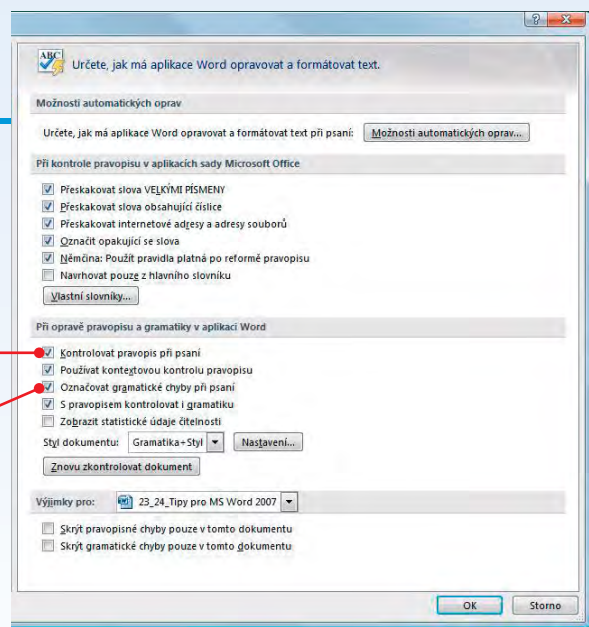 Určete, jak má aplikace Word opravovat a formátovat text.
Možnosti automatických oprav
Určete, jak má aplikace Word opravovat a formátovat text při psaní: Možnosti automatických oprav...
Při kontrole pravopisu v aplikacích sady Microsoft Office
Přeskakovat slova VELKÝMI PÍSMENY
Přeskakovat slova obsahující číslice
Přeskakovat internetové adresy a adresy souborů
Označit opakující se slova
Němčina: Použít pravidla platná po reformě pravopisu
Navrhovat pouze z hlavního slovníku
Vlastní slovníky...
Při opravě pravopisu a gramatiky v aplikaci Word
Kontrolovat pravopis při psaní
Používat kontextovou kontrolu pravopisu
Označovat gramatické chyby při psaní
S pravopisem kontrolovat i gramatiku
Zobrazit statistické údaje čitelnosti
Styl dokumentu: Gramatika+Styl Nastavení...
Znovu zkontrolovat dokument
Výjimky pro: 23_24_Tipy pro MS Word 2007
Skrýt pravopisné chyby pouze v tomto dokumentu
Skrýt gramatické chyby pouze v tomto dokumentu
OK Storno